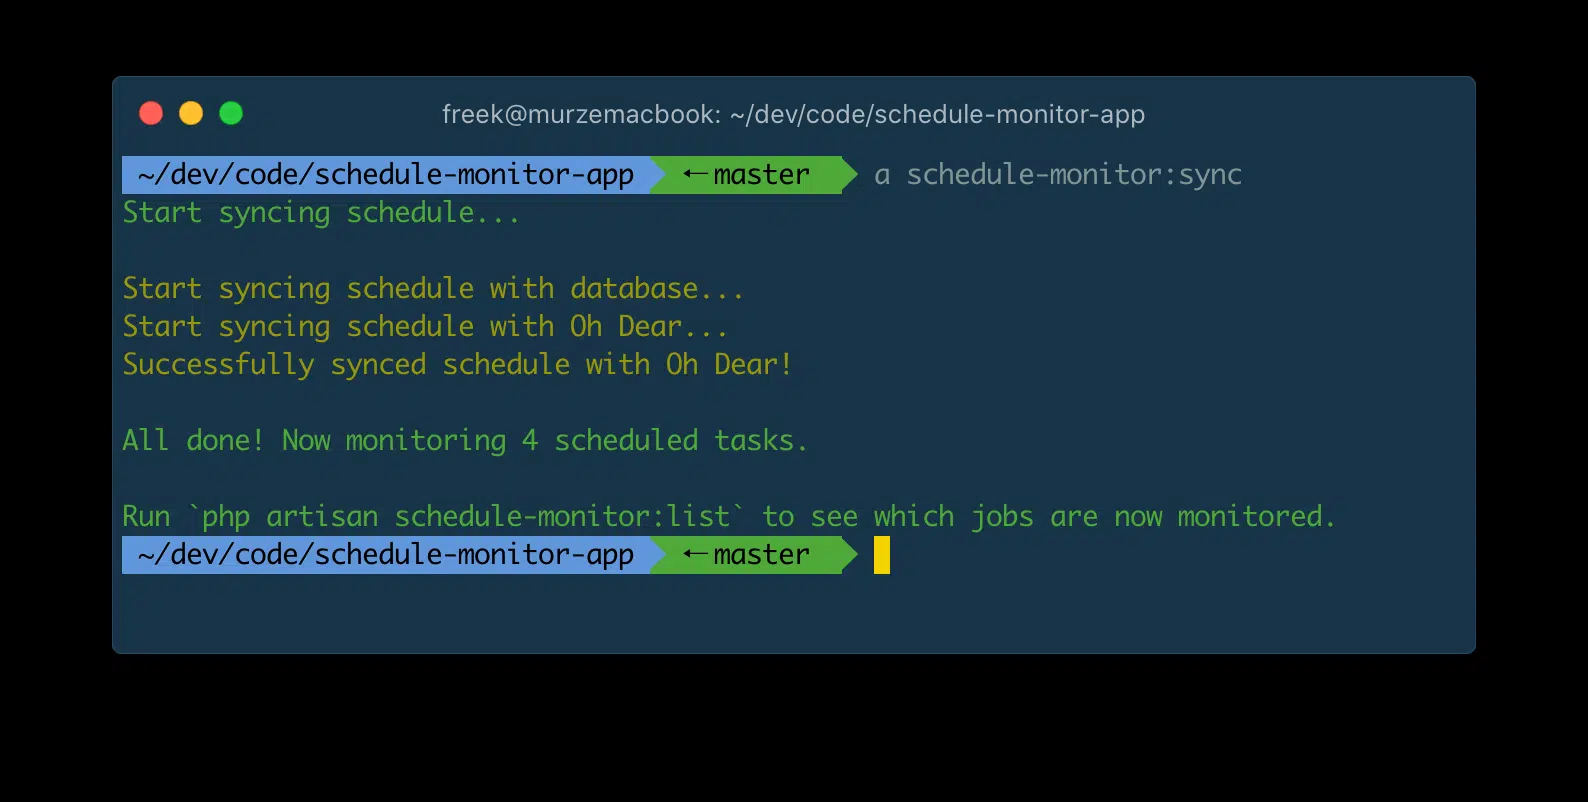 freek@murzemacbook: ~/dev/code/schedule-monitor-app
~/dev/code/schedule-monitor-app ←master a schedule-monitor:sync
Start syncing schedule...
Start syncing schedule with database...
Start syncing schedule with Oh Dear...
Successfully synced schedule with Oh Dear!
All done! Now monitoring 4 scheduled tasks.
Run `php artisan schedule-monitor:list` to see which jobs are now monitored.
~/dev/code/schedule-monitor-app ←master